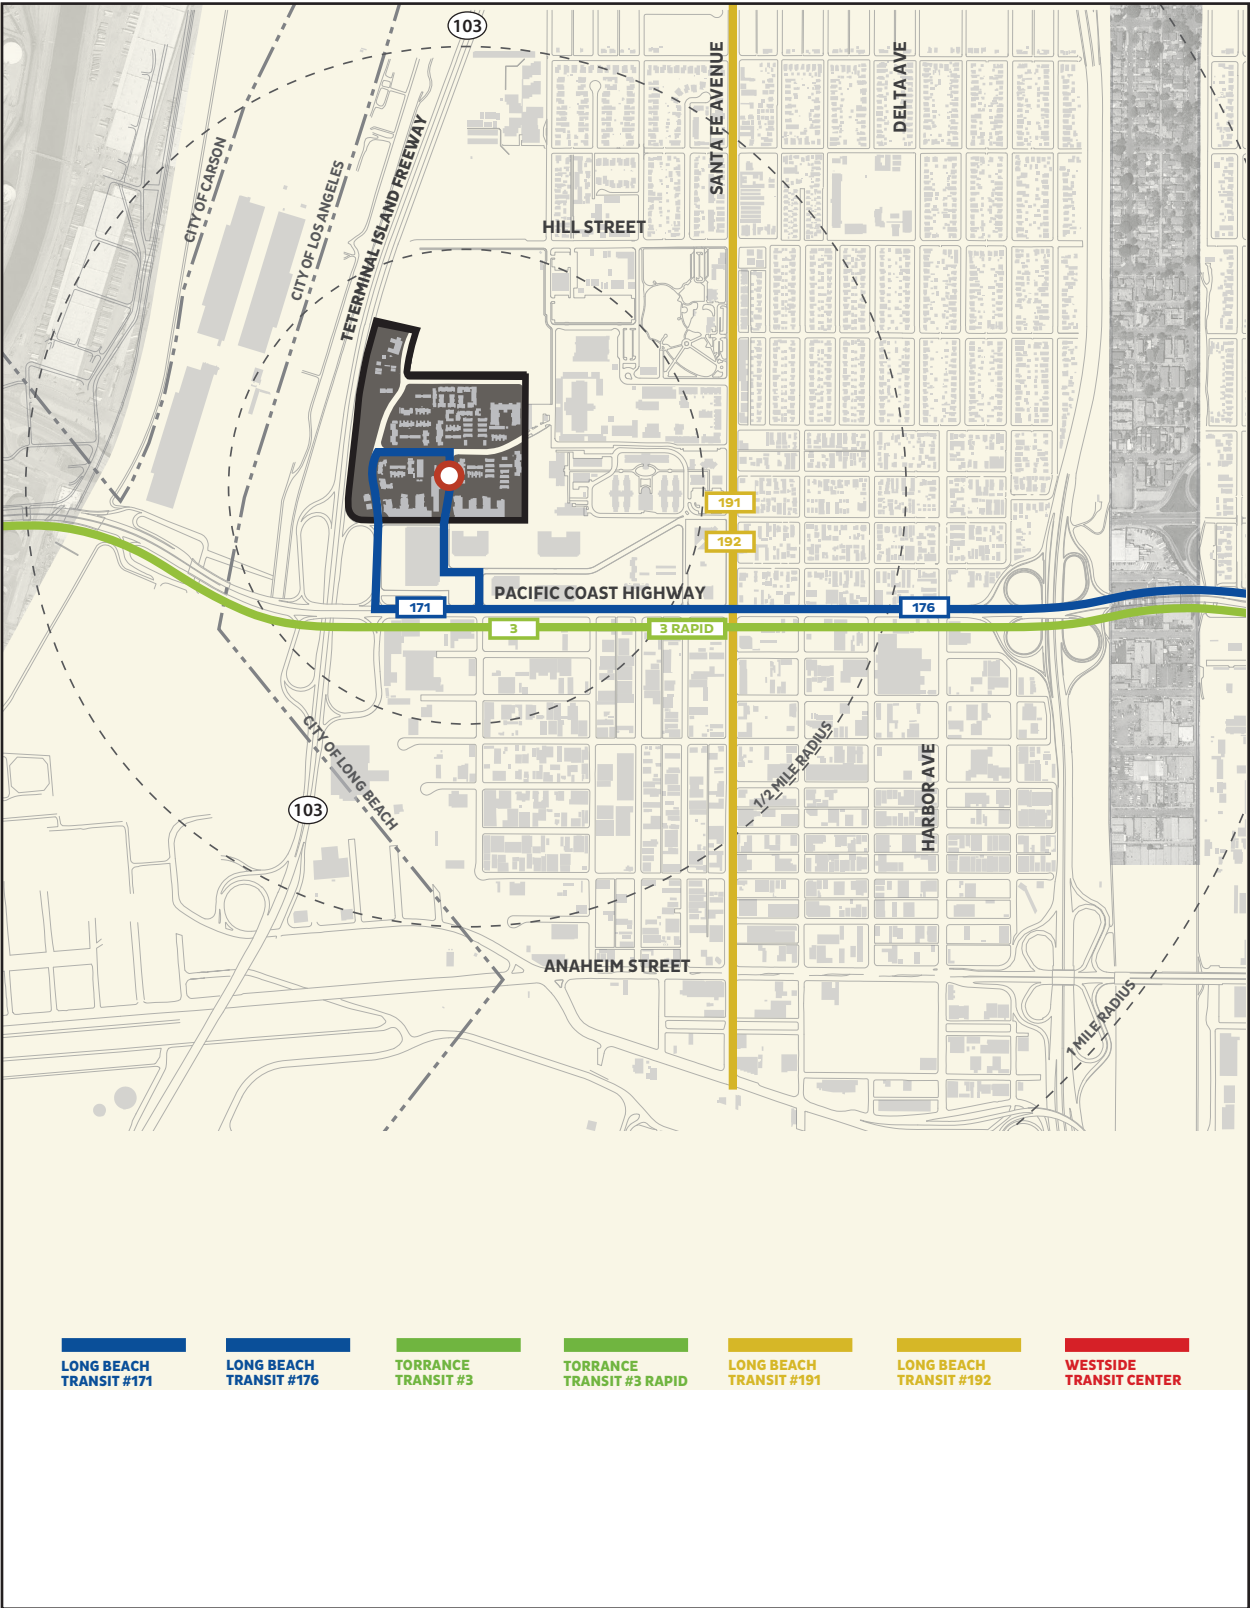 103
SANTA FE AVENUE
DELTA AVE
CITY OF CARSON
CITY OF LOS ANGELES
TETERMINAL ISLAND FREEWAY
HILL STREET
191
192
PACIFIC COAST HIGHWAY
171
176
3
3 RAPID
CITY OF LONG BEACH
1/2 MILE RADIUS
HARBOR AVE
103
ANAHEIM STREET
1 MILE RADIUS
LONG BEACH
TRANSIT #171
LONG BEACH
TRANSIT #176
TORRANCE
TRANSIT #3
TORRANCE
TRANSIT #3 RAPID
LONG BEACH
TRANSIT #191
LONG BEACH
TRANSIT #192
WESTSIDE
TRANSIT CENTER